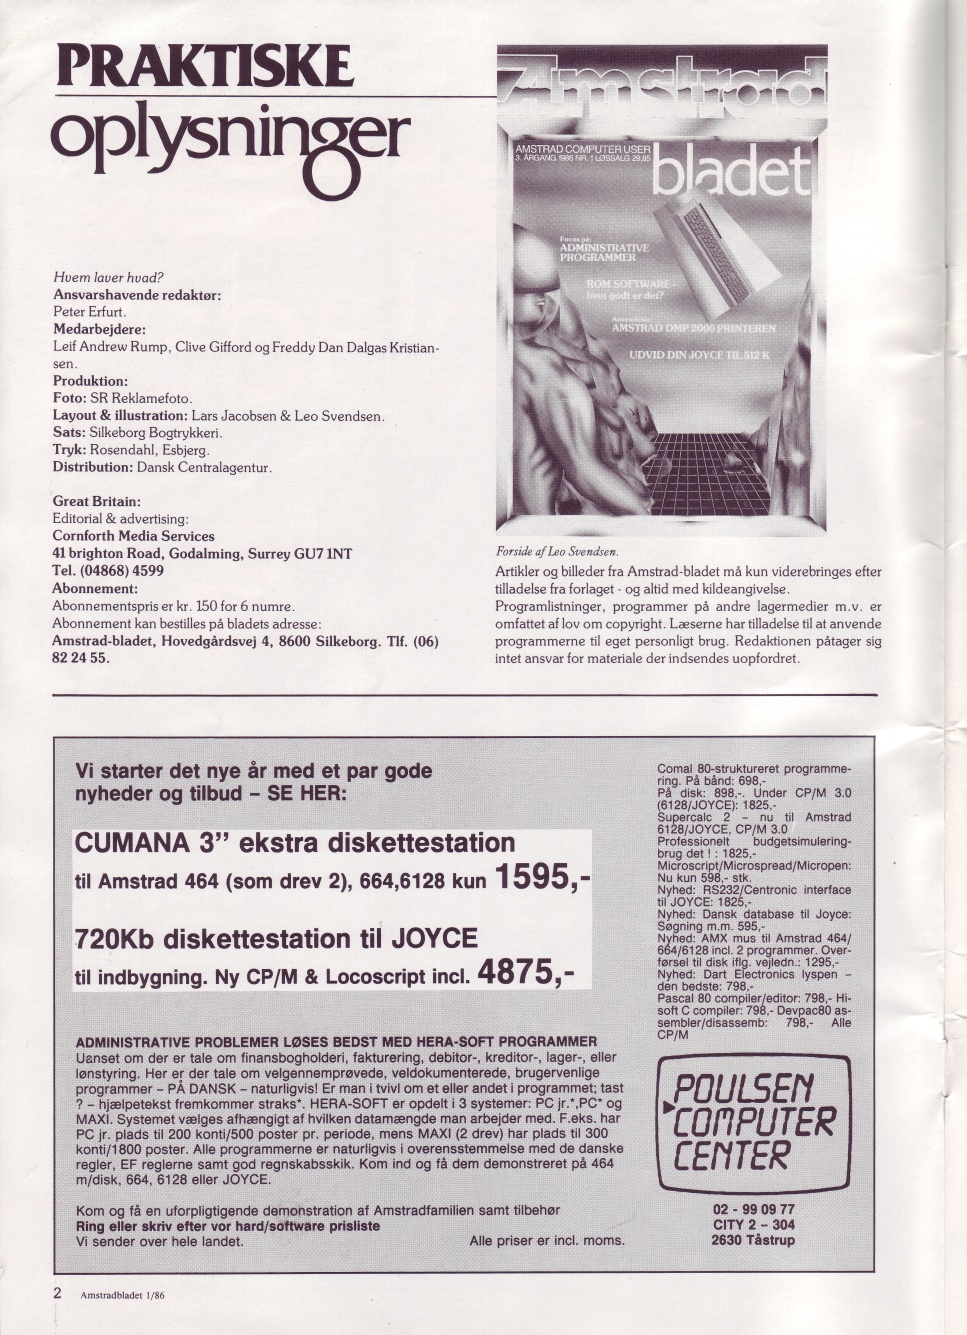 PRAKTISKE
oplysninger
Hvem laver hvad?
Ansvarshavende redaktør:
Peter Erfurt.
Medarbejdere:
Leif Andrew Rump, Clive Gifford og Freddy Dan Dalgas Kristian-
sen.
Produktion:
Foto: SR Reklamefoto.
Layout & illustration: Lars Jacobsen & Leo Svendsen.
Sats: Silkeborg Bogtrykkeri.
Tryk: Rosendahl, Esbjerg.
Distribution: Dansk Centralagentur.
Great Britain:
Editorial & advertising:
Cornforth Media Services
41 brighton Road, Godalming, Surrey GU7 1NT
Tel. (04868) 4599
Abonnement:
Abonnementspris er kr. 150 for 6 numre.
Abonnement kan bestilles på bladets adresse:
Amstrad-bladet, Hovedgårdsvej 4, 8600 Silkeborg. Tlf. (06)
82 24 55.
Amstrad
AMSTRAD COMPUTER USER
3. ÅRGANG 1986 NR. 1 LØSSALG 29,85
bladet
Focus på:
ADMINISTRATIVE
PROGRAMMER
ROM SOFTWARE -
hvor godt er det?
Anvendelse:
AMSTRAD DMP 2000 PRINTEREN
UDVID DIN JOYCE TIL 512 K
Forside af Leo Svendsen.
Artikler og billeder fra Amstrad-bladet må kun viderebringes efter
tilladelse fra forlaget - og altid med kildeangivelse.
Programlistninger, programmer på andre lagermedier m.v. er
omfattet af lov om copyright. Læserne har tilladelse til at anvende
programmerne til eget personligt brug. Redaktionen påtager sig
intet ansvar for materiale der indsendes uopfordret.
Vi starter det nye år med et par gode
nyheder og tilbud – SE HER:
CUMANA 3” ekstra diskettestation
til Amstrad 464 (som drev 2), 664,6128 kun 1595,-
720Kb diskettestation til JOYCE
til indbygning. Ny CP/M & Locoscript incl. 4875,-
ADMINISTRATIVE PROBLEMER LØSES BEDST MED HERA-SOFT PROGRAMMER
Uanset om der er tale om finansbogholderi, fakturering, debitor-, kreditor-, lager-, eller
lønstyring. Her er der tale om velgennemprøvede, veldokumenterede, brugervenlige
programmer – PÅ DANSK – naturligvis! Er man i tvivl om et eller andet i programmet; tast
? – hjælpetekst fremkommer straks*. HERA-SOFT er opdelt i 3 systemer: PC jr.*,PC* og
MAXI. Systemet vælges afhængigt af hvilken datamængde man arbejder med. F.eks. har
PC jr. plads til 200 konti/500 poster pr. periode, mens MAXI (2 drev) har plads til 300
konti/1800 poster. Alle programmerne er naturligvis i overensstemmelse med de danske
regler, EF reglerne samt god regnskabsskik. Kom ind og få dem demonstreret på 464
m/disk, 664, 6128 eller JOYCE.
Kom og få en uforpligtigende demonstration af Amstradfamilien samt tilbehør
Ring eller skriv efter vor hard/software prisliste
Vi sender over hele landet.
Alle priser er incl. moms.
Comal 80-struktureret programme-
ring. På bånd: 698,-
På disk: 898,-. Under CP/M 3.0
(6128/JOYCE): 1825,-
Supercalc 2 – nu til Amstrad
6128/JOYCE, CP/M 3.0
Professionelt budgetsimulering-
brug det ! : 1825,-
Microscript/Microspread/Micropen:
Nu kun 598,- stk.
Nyhed: RS232/Centronic interface
til JOYCE: 1825,-
Nyhed: Dansk database til Joyce:
Søgning m.m. 595,-
Nyhed: AMX mus til Amstrad 464/
664/6128 incl. 2 programmer. Over-
førsel til disk iflg. vejledn.: 1295,-
Nyhed: Dart Electronics lyspen –
den bedste: 798,-
Pascal 80 compiler/editor: 798,- Hi-
soft C compiler: 798,- Devpac80 as-
sembler/disassemb: 798,- Alle
CP/M
POULSEN
COMPUTER
CENTER
02 - 99 09 77
CITY 2 – 304
2630 Tåstrup
2 Amstradbladet 1/86